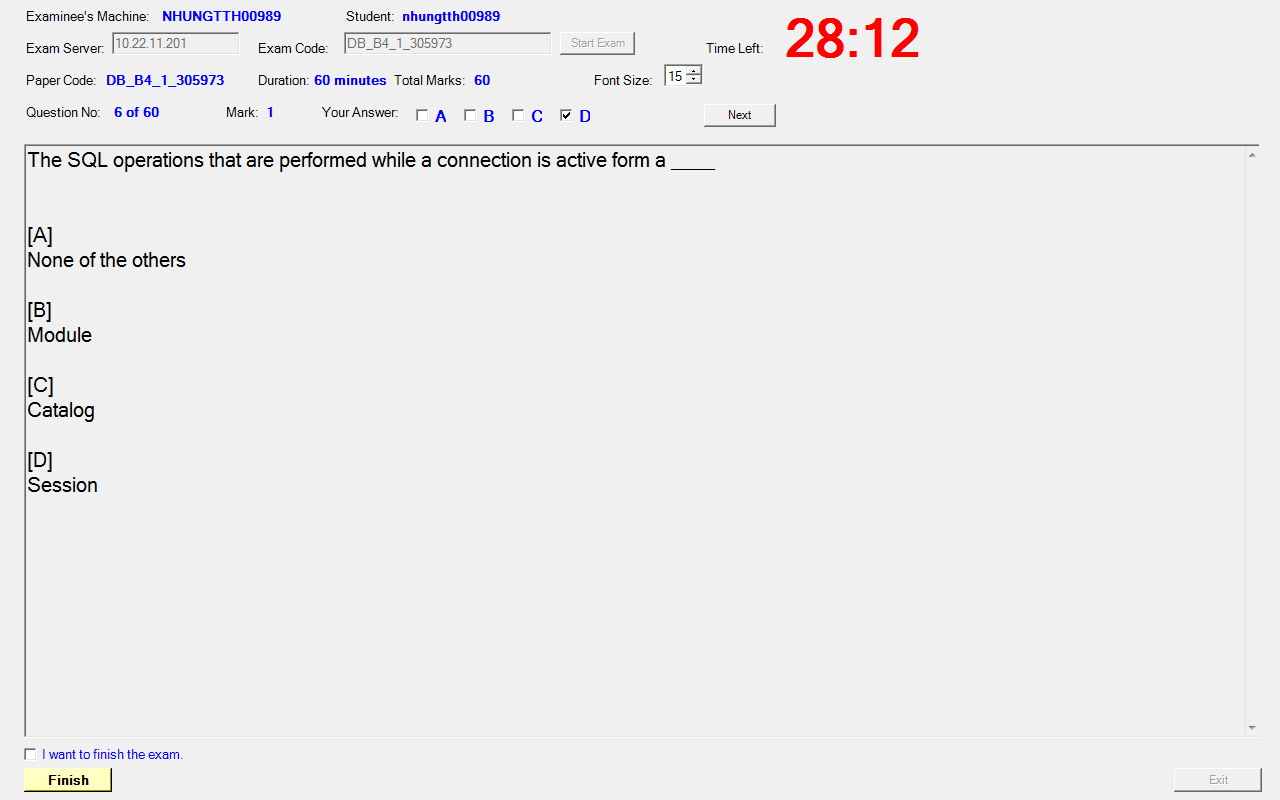 Examinee's Machine: NHUNGTTH00989 Student: nhungtth00989
Exam Server: 10.22.11.201 Exam Code: DB_B4_1_305973 Start Exam Time Left: 28:12
Paper Code: DB_B4_1_305973 Duration: 60 minutes Total Marks: 60 Font Size: 15
Question No: 6 of 60 Mark: 1 Your Answer: A B C D Next
The SQL operations that are performed while a connection is active form a ____
[A]
None of the others
[B]
Module
[C]
Catalog
[D]
Session
I want to finish the exam.
Finish Exit